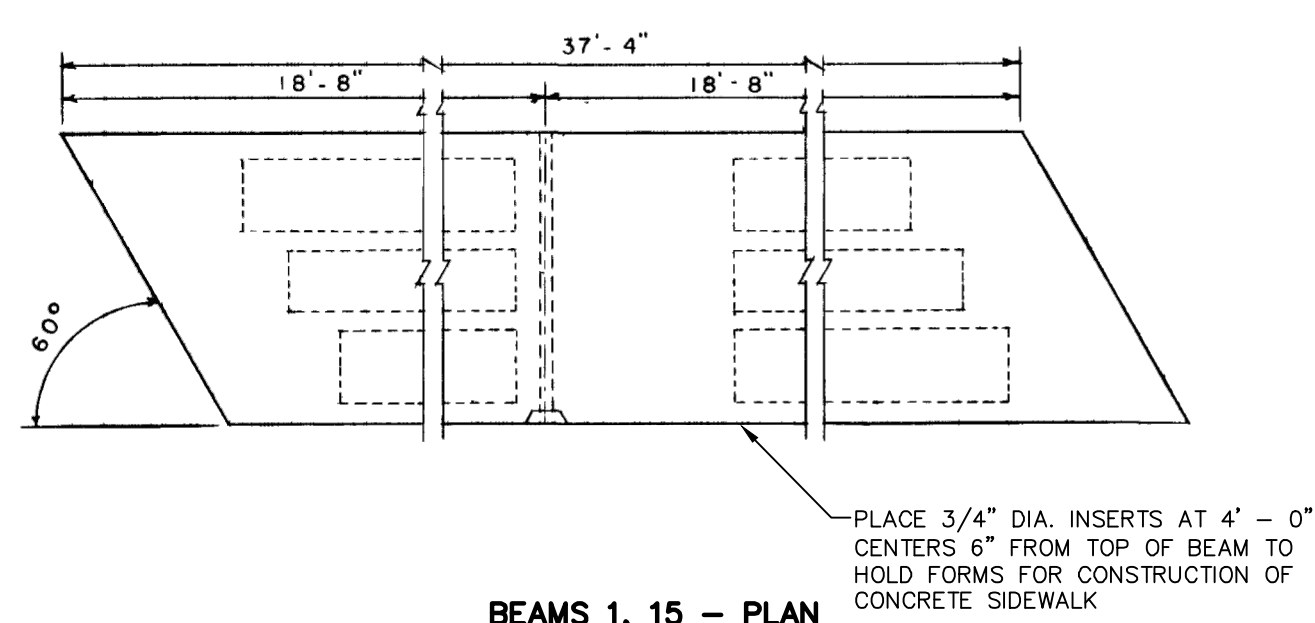 37'-4"
18'-8"
18'-8"
60°
PLACE 3/4" DIA. INSERTS AT 4' – 0"
CENTERS 6" FROM TOP OF BEAM TO
HOLD FORMS FOR CONSTRUCTION OF
CONCRETE SIDEWALK
BEAMS 1, 15 – PLAN